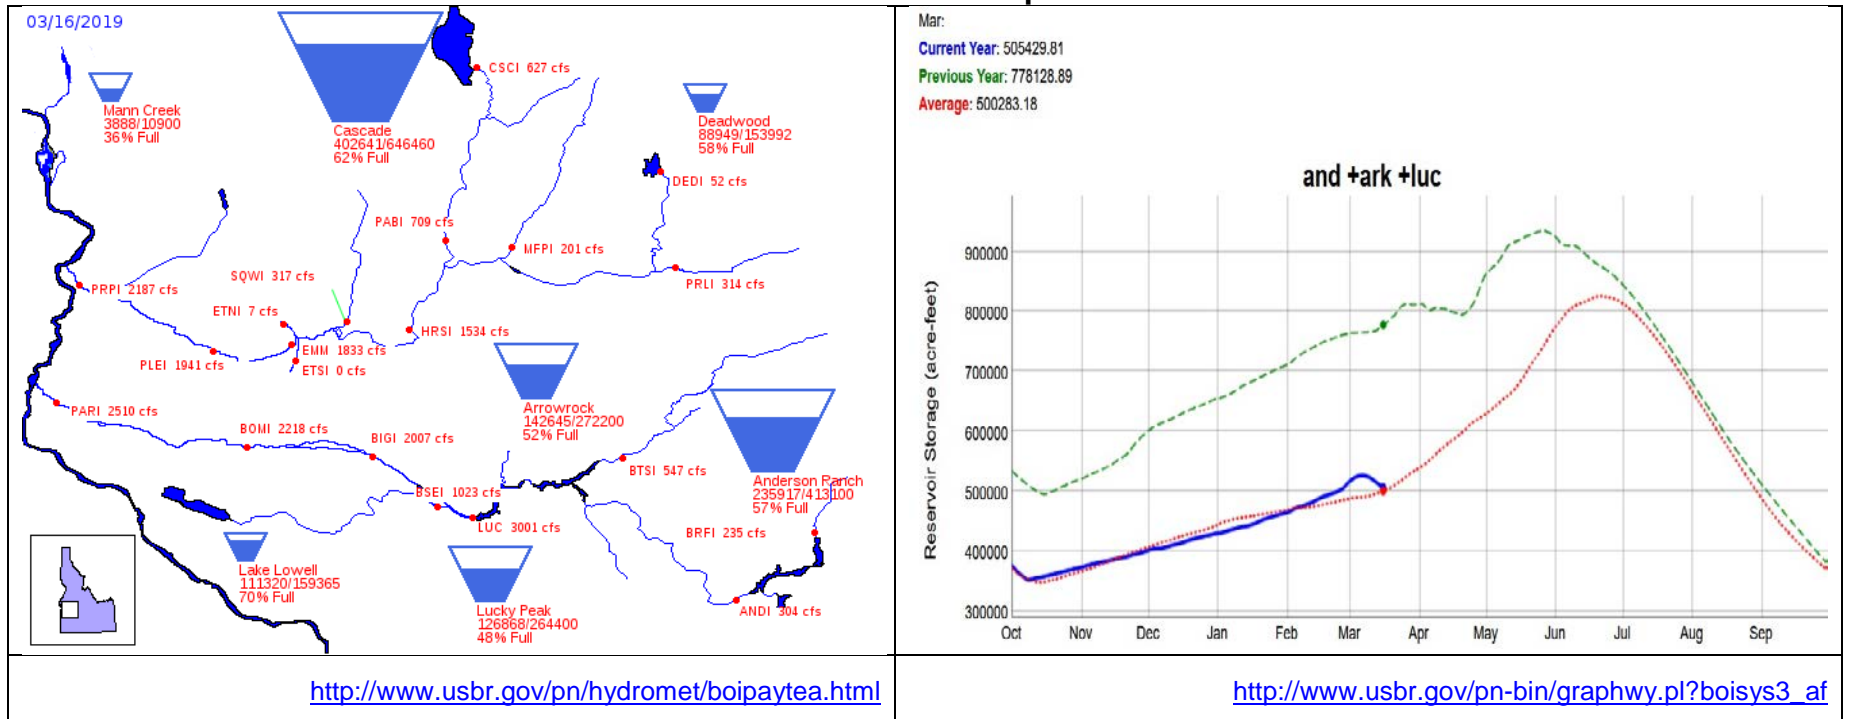 03/16/2019
Mann Creek
3888/10900
36% Full
Cascade
402641/646460
62% Full
CSCI 627 cfs
Deadwood
88949/153992
58% Full
DEDI 52 cfs
PABI 709 cfs
MFPI 201 cfs
SQWI 317 cfs
PRPI 2187 cfs
PRLI 314 cfs
ETNI 7 cfs
HRSI 1534 cfs
EMM 1833 cfs
PLEI 1941 cfs
ETSI 0 cfs
Arrowrock
142645/272200
52% Full
PARI 2510 cfs
BOMI 2218 cfs
BIGI 2007 cfs
BTSI 547 cfs
Anderson Ranch
235917/413100
57% Full
BSEI 1023 cfs
LUC 3001 cfs
BRFI 235 cfs
Lake Lowell
111320/159365
70% Full
Lucky Peak
126868/264400
48% Full
ANDI 304 cfs
http://www.usbr.gov/pn/hydromet/boipaytea.html
Mar:
Current Year: 505429.81
Previous Year: 778128.89
Average: 500283.18
and +ark +luc
Reservoir Storage (acre-feet)
900000
800000
700000
600000
500000
400000
300000
Oct Nov Dec Jan Feb Mar Apr May Jun Jul Aug Sep
http://www.usbr.gov/pn-bin/graphwy.pl?boisys3_af